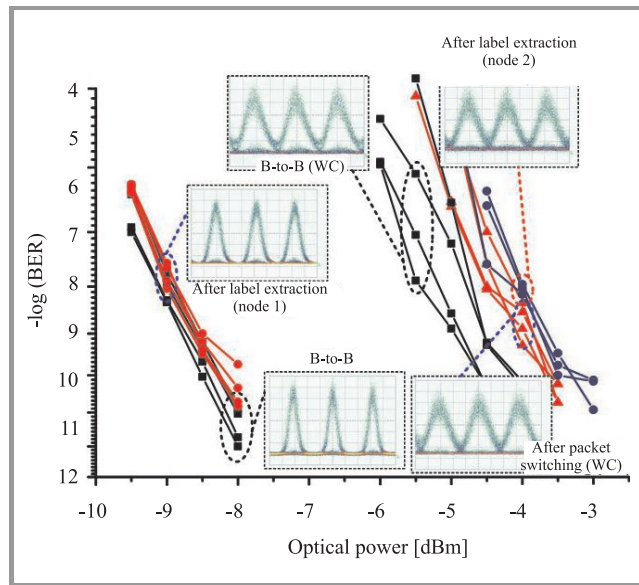 After label extraction
(node 2)
4
5
6
7
8
9
10
11
12
-log (BER)
B-to-B (WC)
After label extraction
(node 1)
B-to-B
After packet
switching (WC)
-10
-9
-8
-7
-6
-5
-4
-3
Optical power [dBm]